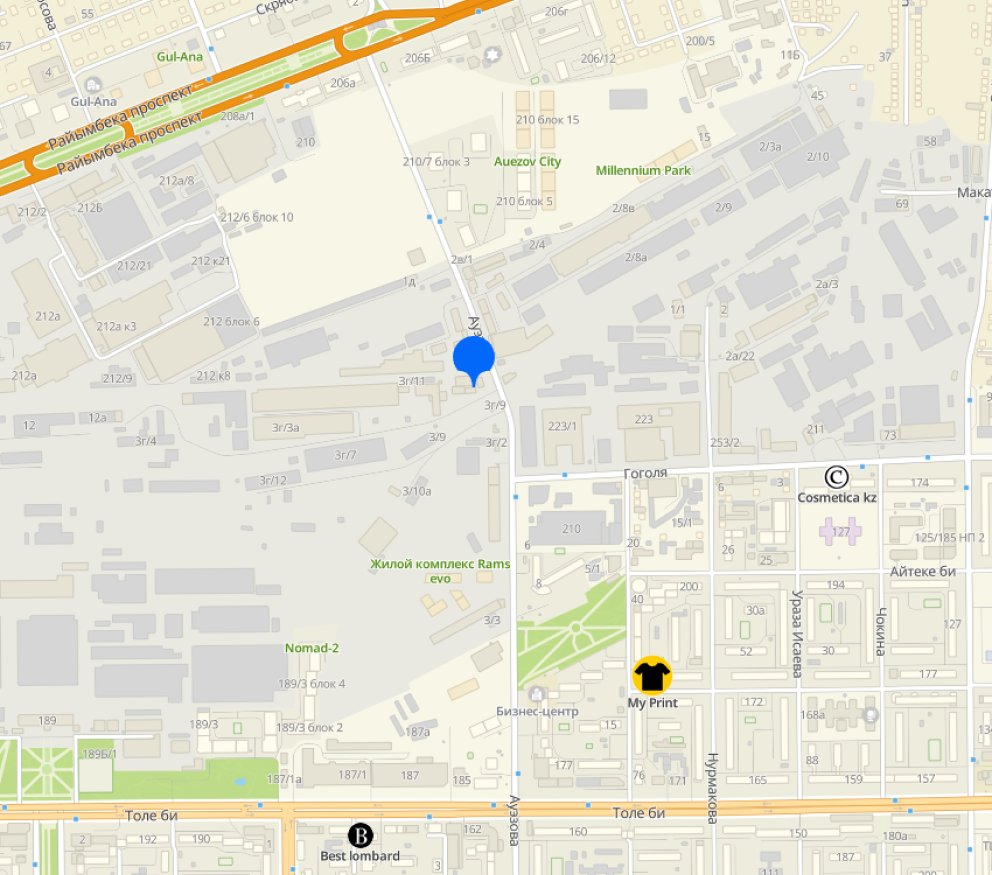 55
2
206г
67
Gul-Ana
206Б
200/5
11Б
37
4
206а
206/12
Gul-Ana
45
Райымбека проспект
208а/1
210 блок 15
Райымбека проспект
210
15
58
2/3а
210/7 блок 3
Auezov City
2/10
Millennium Park
212а/8
212/2
212Б
210 блок 5
2/8в
2/9
69
Мака
212/6 блок 10
2/4
212/21
212 к21
2в/1
2/8а
1д
2а/3
212а
212а к3
212 блок 6
1/1
2
Ауэ
2а/22
212а
212/9
212 к8
3г/11
3г/9
12а
12
3г/3а
223/1
223
211
73
3г/4
3/9
3г/2
253/2
3г/7
Гоголя
3г/12
6
3
174
3/10а
Cosmetica kz
15/1
210
127
125/185 НП 2
6
20
26
25
Жилой комплекс Rams
evo
5/1
Айтеке би
8
200
194
40
30а
Ураза Исаева
Чокина
127
3/3
52
30
Nomad-2
177
189/3 блок 4
My Print
172
Бизнес-центр
168а
189
189/3
189/3 блок 2
187а
15
189Б/1
Нурмакова
88
177
187/1а
187/1
187
185
76
171
165
159
157
Толе би
Ауэзова
Толе би
2
192
190
1
B
162
160
150
180а
Best lombard
3
187
111